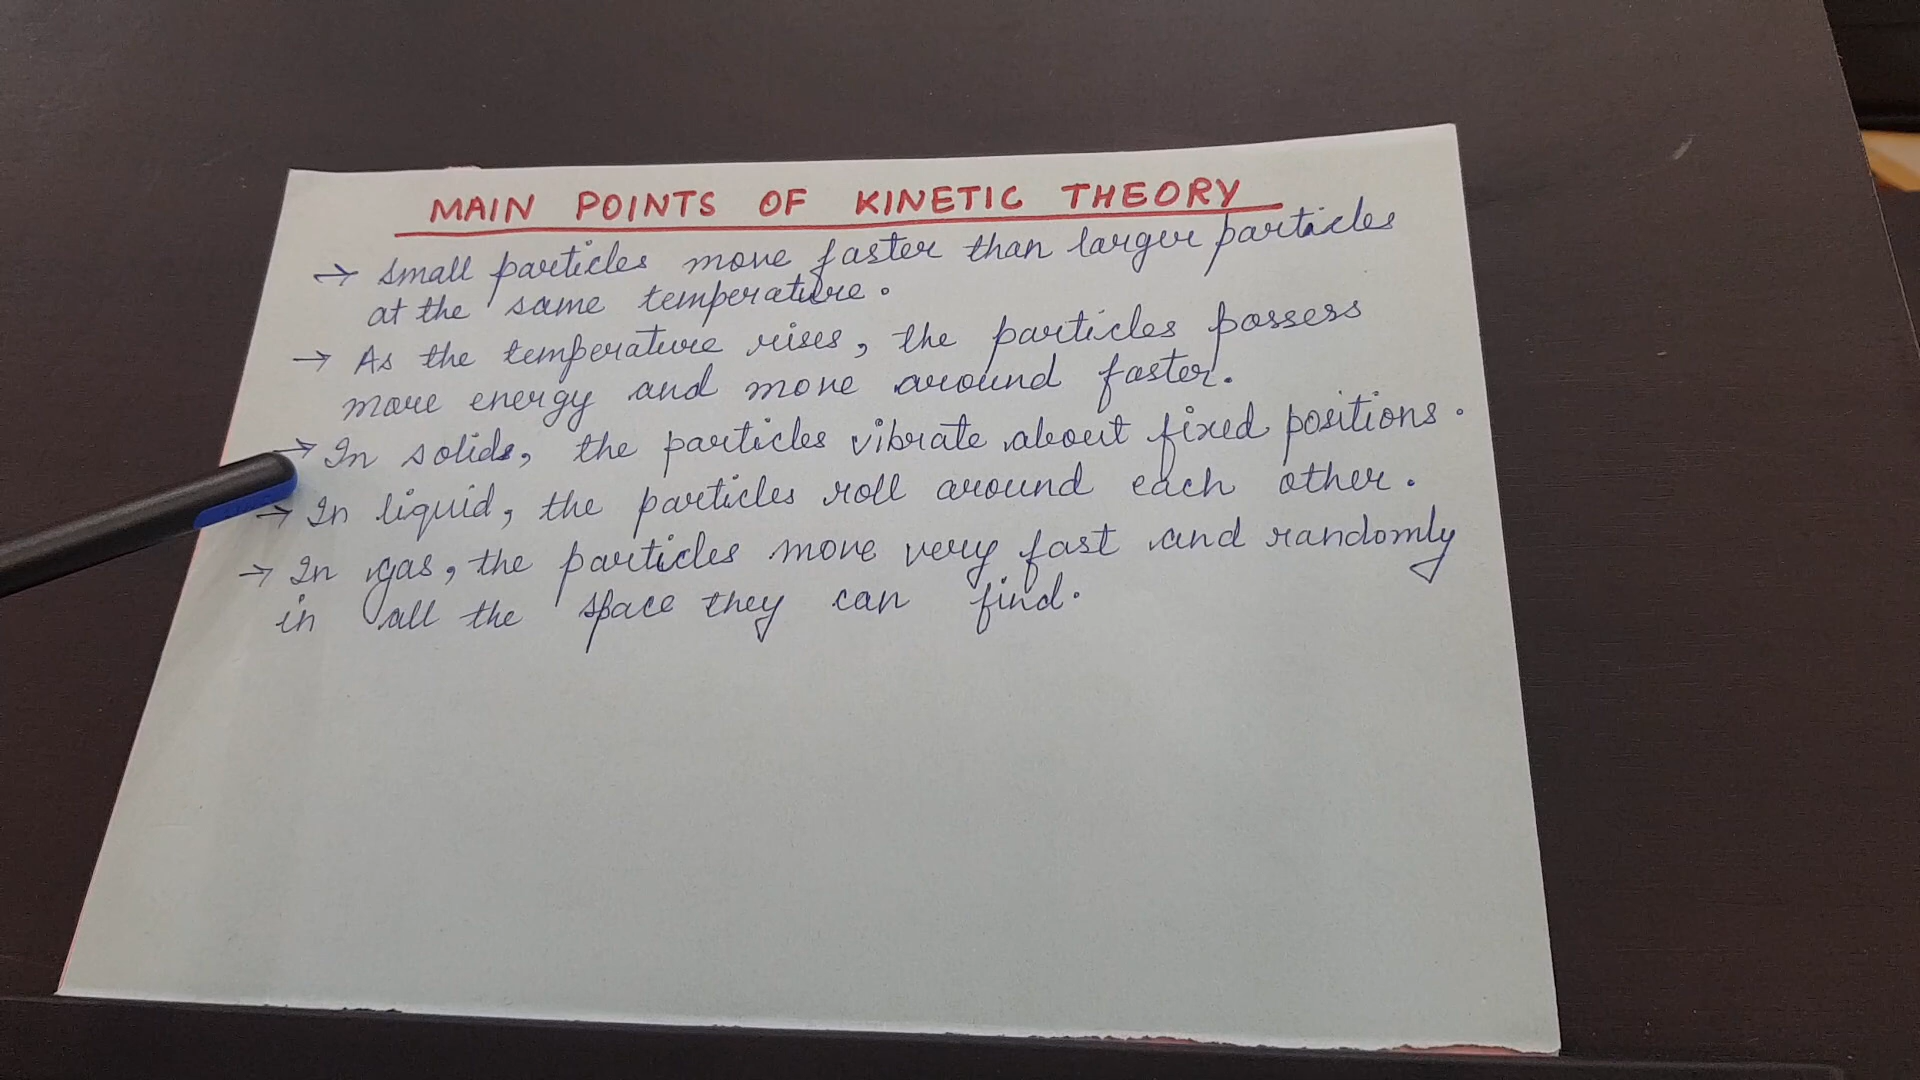 MAIN POINTS OF KINETIC THEORY
→ Small particles move faster than larger particles
at the same temperature.
→ As the temperature rises, the particles possess
more energy and move around faster.
→ In solids, the particles vibrate about fixed positions.
→ In liquid, the particles roll around each other.
→ In gas, the particles move very fast and randomly
in all the space they can find.